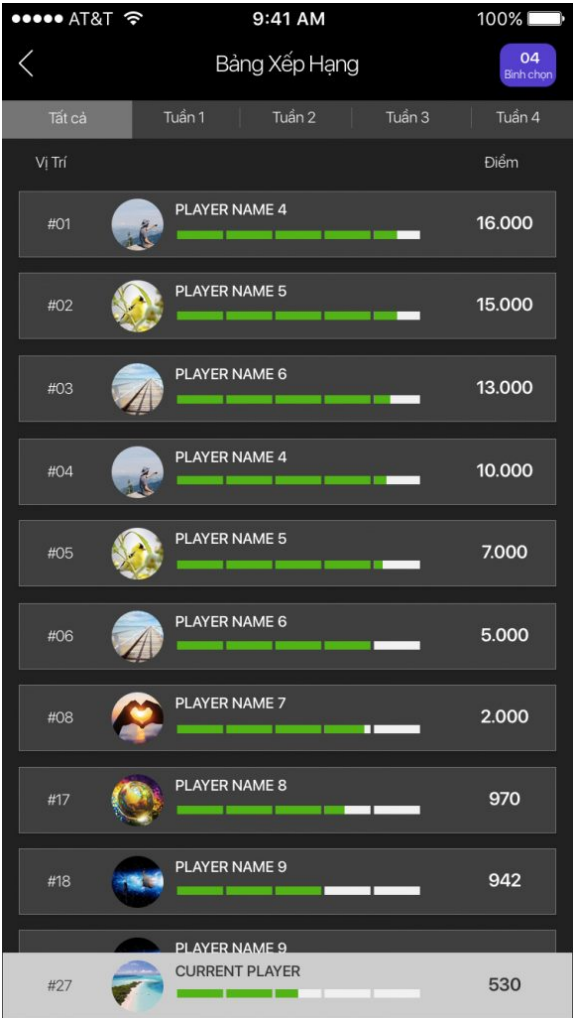 AT&T 9:41 AM 100%
Bảng Xếp Hạng
04
Bình chọn
Tất cả Tuần 1 Tuần 2 Tuần 3 Tuần 4
Vị Trí Điểm
#01 PLAYER NAME 4 16.000
#02 PLAYER NAME 5 15.000
#03 PLAYER NAME 6 13.000
#04 PLAYER NAME 4 10.000
#05 PLAYER NAME 5 7.000
#06 PLAYER NAME 6 5.000
#08 PLAYER NAME 7 2.000
#17 PLAYER NAME 8 970
#18 PLAYER NAME 9 942
PLAYER NAME 9
#27 CURRENT PLAYER 530